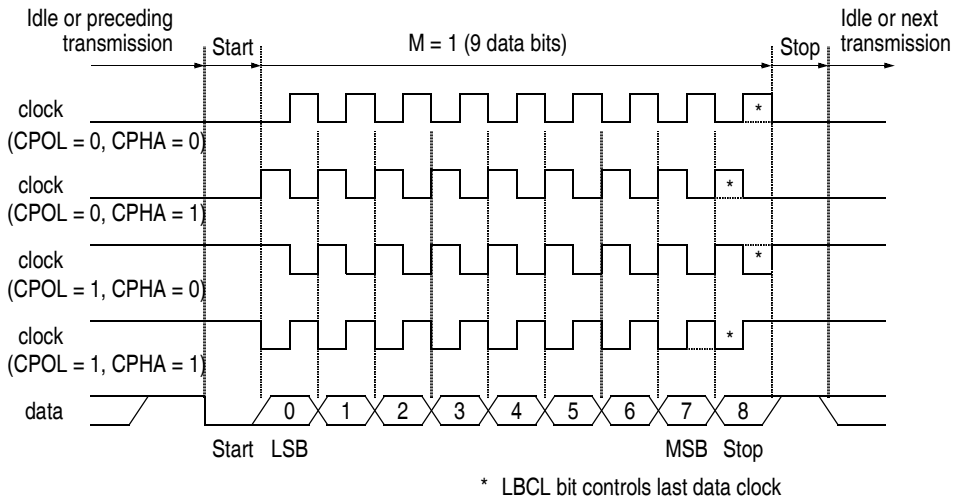 Idle or preceding
transmission
Start
M = 1 (9 data bits)
Stop
Idle or next
transmission
clock
(CPOL = 0, CPHA = 0)
*
clock
(CPOL = 0, CPHA = 1)
*
clock
(CPOL = 1, CPHA = 0)
*
clock
(CPOL = 1, CPHA = 1)
*
data
0 1 2 3 4 5 6 7 8
Start LSB MSB Stop
* LBCL bit controls last data clock